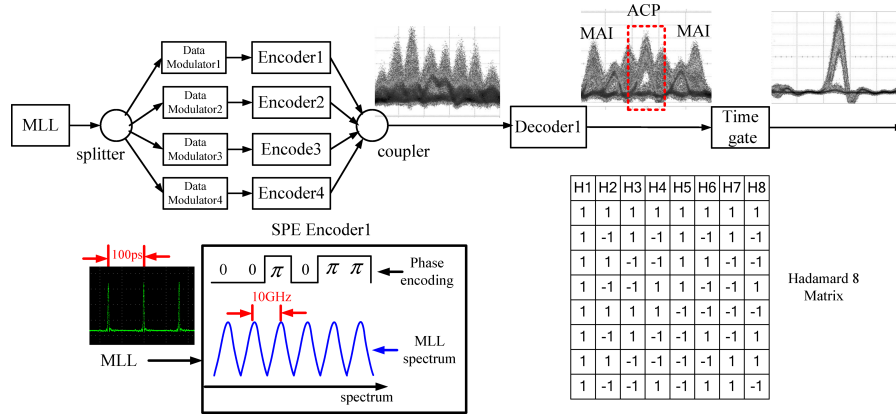 ACP
MAI MAI
MLL
splitter
Data
Modulator1
Encoder1
Data
Modulator2
Encoder2
Data
Modulator3
Encode3
Data
Modulator4
Encoder4
coupler
Decoder1
Time
gate
SPE Encoder1
100ps
MLL
0 0 π 0 π π
Phase
encoding
10GHz
MLL
spectrum
spectrum
H1 H2 H3 H4 H5 H6 H7 H8
1 1 1 1 1 1 1 1
1 -1 1 -1 1 -1 1 -1
1 1 -1 -1 1 1 -1 -1
1 -1 -1 1 1 -1 -1 1
1 1 1 1 -1 -1 -1 -1
1 -1 1 -1 -1 1 -1 1
1 1 -1 -1 -1 -1 1 1
1 -1 -1 1 -1 1 1 -1
Hadamard 8
Matrix